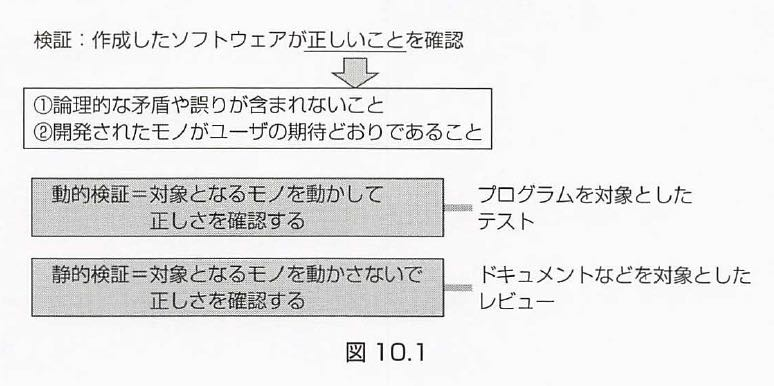 検証：作成したソフトウェアが正しいことを確認
①論理的な矛盾や誤りが含まれないこと
②開発されたモノがユーザの期待どおりであること
動的検証＝対象となるモノを動かして
正しさを確認する
プログラムを対象とした
テスト
静的検証＝対象となるモノを動かさないで
正しさを確認する
ドキュメントなどを対象とした
レビュー
図 10.1